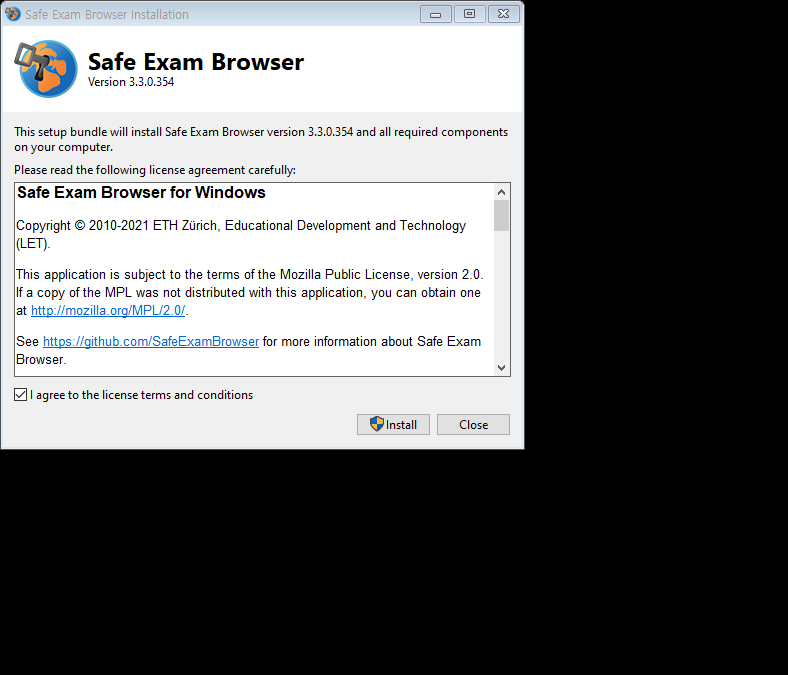 Safe Exam Browser Installation
Safe Exam Browser
Version 3.3.0.354
This setup bundle will install Safe Exam Browser version 3.3.0.354 and all required components
on your computer.
Please read the following license agreement carefully:
Safe Exam Browser for Windows
Copyright © 2010-2021 ETH Zürich, Educational Development and Technology
(LET).
This application is subject to the terms of the Mozilla Public License, version 2.0.
If a copy of the MPL was not distributed with this application, you can obtain one
at http://mozilla.org/MPL/2.0/.
See https://github.com/SafeExamBrowser for more information about Safe Exam
Browser.
I agree to the license terms and conditions
Install
Close